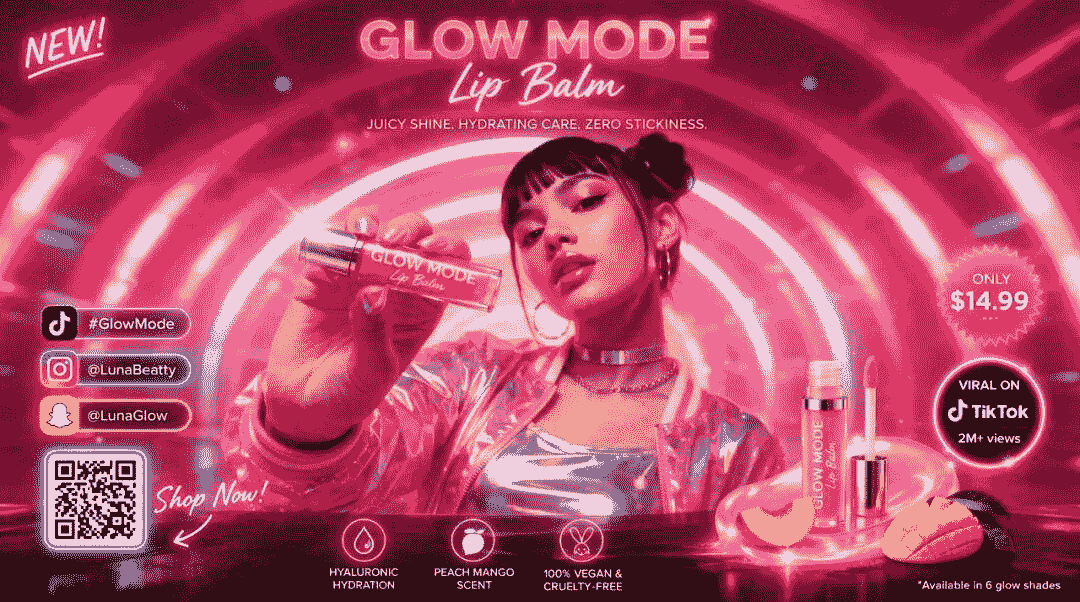 NEW!
GLOW MODE
Lip Balm
JUICY SHINE. HYDRATING CARE. ZERO STICKINESS.
GLOW MODE
Lip Balm
#GlowMode
@LunaBeatty
@LunaGlow
Shop Now!
ONLY
$14.99
VIRAL ON
TikTok
2M+ views
GLOW MODE
Lip Balm
HYALURONIC
HYDRATION
PEACH MANGO
SCENT
100% VEGAN &
CRUELTY-FREE
*Available in 6 glow shades